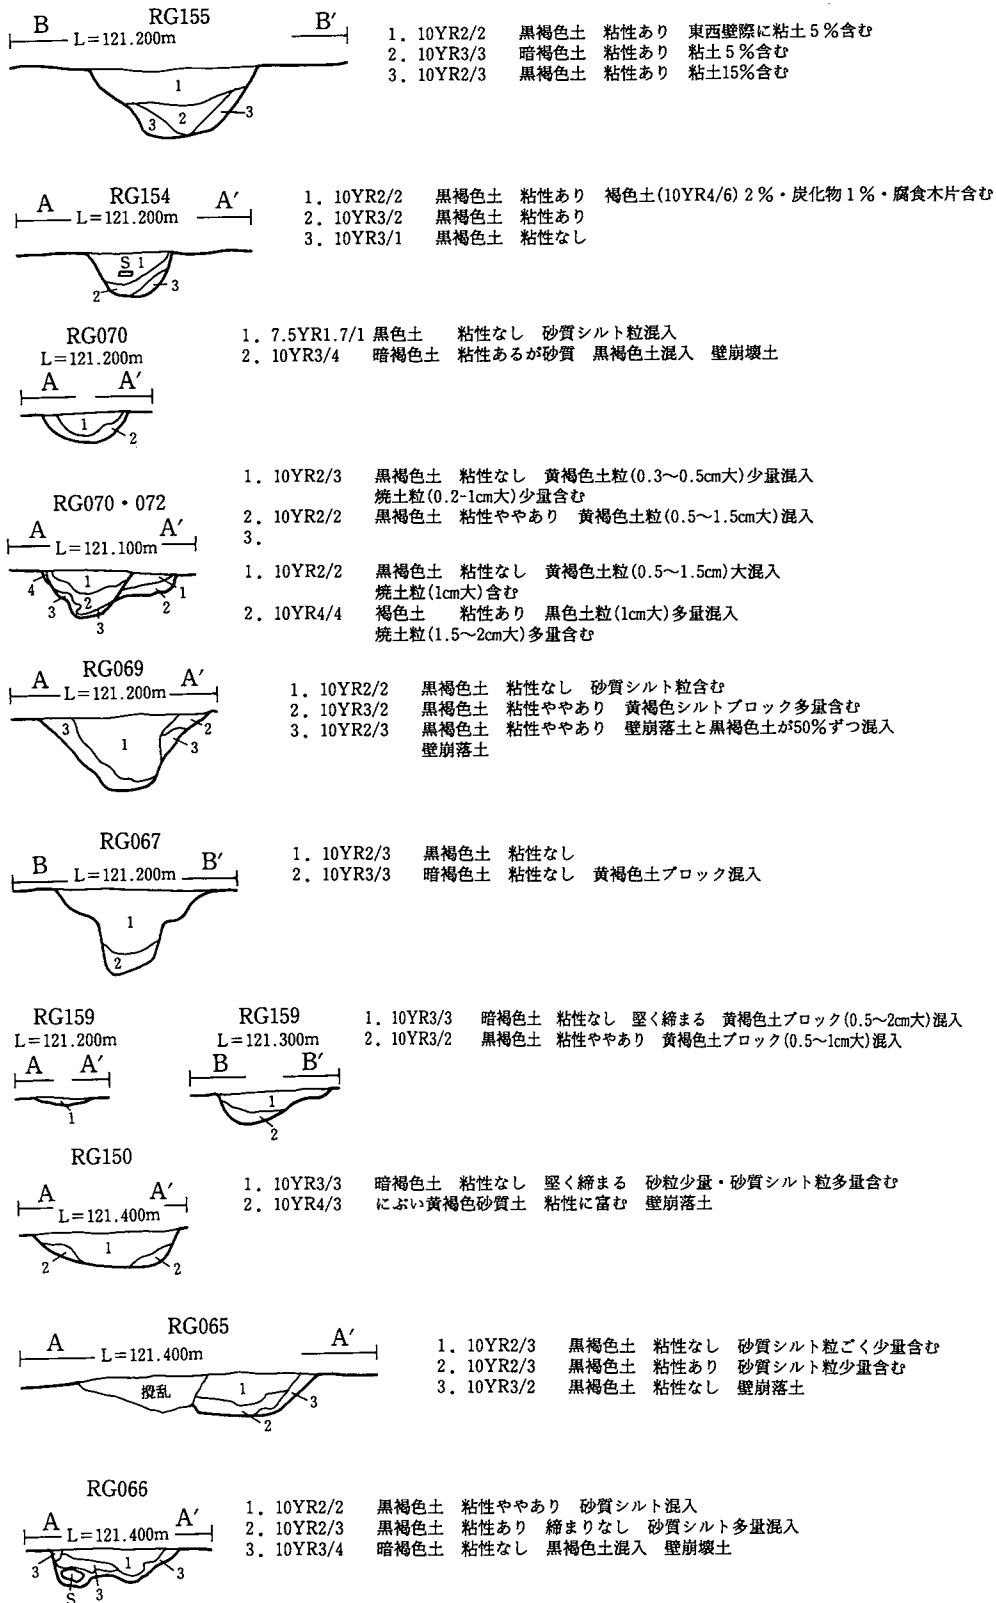 RG155
B L=121.200m B′
1. 10YR2/2 黒褐色土 粘性あり 東西壁際に粘土5%含む
2. 10YR3/3 暗褐色土 粘性あり 粘土5%含む
3. 10YR2/3 黒褐色土 粘性あり 粘土15%含む
1
3 2 3
RG154
A L=121.200m A′
1. 10YR2/2 黒褐色土 粘性あり 褐色土(10YR4/6)2%・炭化物1%・腐食木片含む
2. 10YR3/2 黒褐色土 粘性あり
3. 10YR3/1 黒褐色土 粘性なし
S 1
2 3
RG070
L=121.200m
A A′
1. 7.5YR1.7/1 黒色土 粘性なし 砂質シルト粒混入
2. 10YR3/4 暗褐色土 粘性あるが砂質 黒褐色土混入 壁崩壊土
1
2
RG070・072
A L=121.100m A′
1. 10YR2/3 黒褐色土 粘性なし 黄褐色土粒(0.3～0.5cm大)少量混入
焼土粒(0.2-1cm大)少量含む
2. 10YR2/2 黒褐色土 粘性ややあり 黄褐色土粒(0.5～1.5cm大)混入
3.
1. 10YR2/2 黒褐色土 粘性なし 黄褐色土粒(0.5～1.5cm)大混入
焼土粒(1cm大)含む
2. 10YR4/4 褐色土 粘性あり 黒色土粒(1cm大)多量混入
焼土粒(1.5～2cm大)多量含む
4 1 1
3 2 2
3
RG069
A L=121.200m A′
1. 10YR2/2 黒褐色土 粘性なし 砂質シルト粒含む
2. 10YR3/2 黒褐色土 粘性ややあり 黄褐色シルトブロック多量含む
3. 10YR2/3 黒褐色土 粘性ややあり 壁崩落土と黒褐色土が50%ずつ混入
壁崩落土
3 1 2
3
RG067
B L=121.200m B′
1. 10YR2/3 黒褐色土 粘性なし
2. 10YR3/3 暗褐色土 粘性なし 黄褐色土ブロック混入
1
2
RG159
L=121.200m
A A′
1
RG159
L=121.300m
B B′
1
2
1. 10YR3/3 暗褐色土 粘性なし 堅く締まる 黄褐色土ブロック(0.5～2cm大)混入
2. 10YR3/2 黒褐色土 粘性ややあり 黄褐色土ブロック(0.5～1cm大)混入
RG150
A L=121.400m A′
1. 10YR3/3 暗褐色土 粘性なし 堅く締まる 砂粒少量・砂質シルト粒多量含む
2. 10YR4/3 にぶい黄褐色砂質土 粘性に富む 壁崩落土
1
2 2
RG065
A L=121.400m A′
1. 10YR2/3 黒褐色土 粘性なし 砂質シルト粒ごく少量含む
2. 10YR2/3 黒褐色土 粘性あり 砂質シルト粒少量含む
3. 10YR3/2 黒褐色土 粘性なし 壁崩落土
攪乱 1 3
2
RG066
A L=121.400m A′
1. 10YR2/2 黒褐色土 粘性ややあり 砂質シルト混入
2. 10YR2/3 黒褐色土 粘性あり 締まりなし 砂質シルト多量混入
3. 10YR3/4 暗褐色土 粘性なし 黒褐色土混入 壁崩壊土
3 1 3
S 3